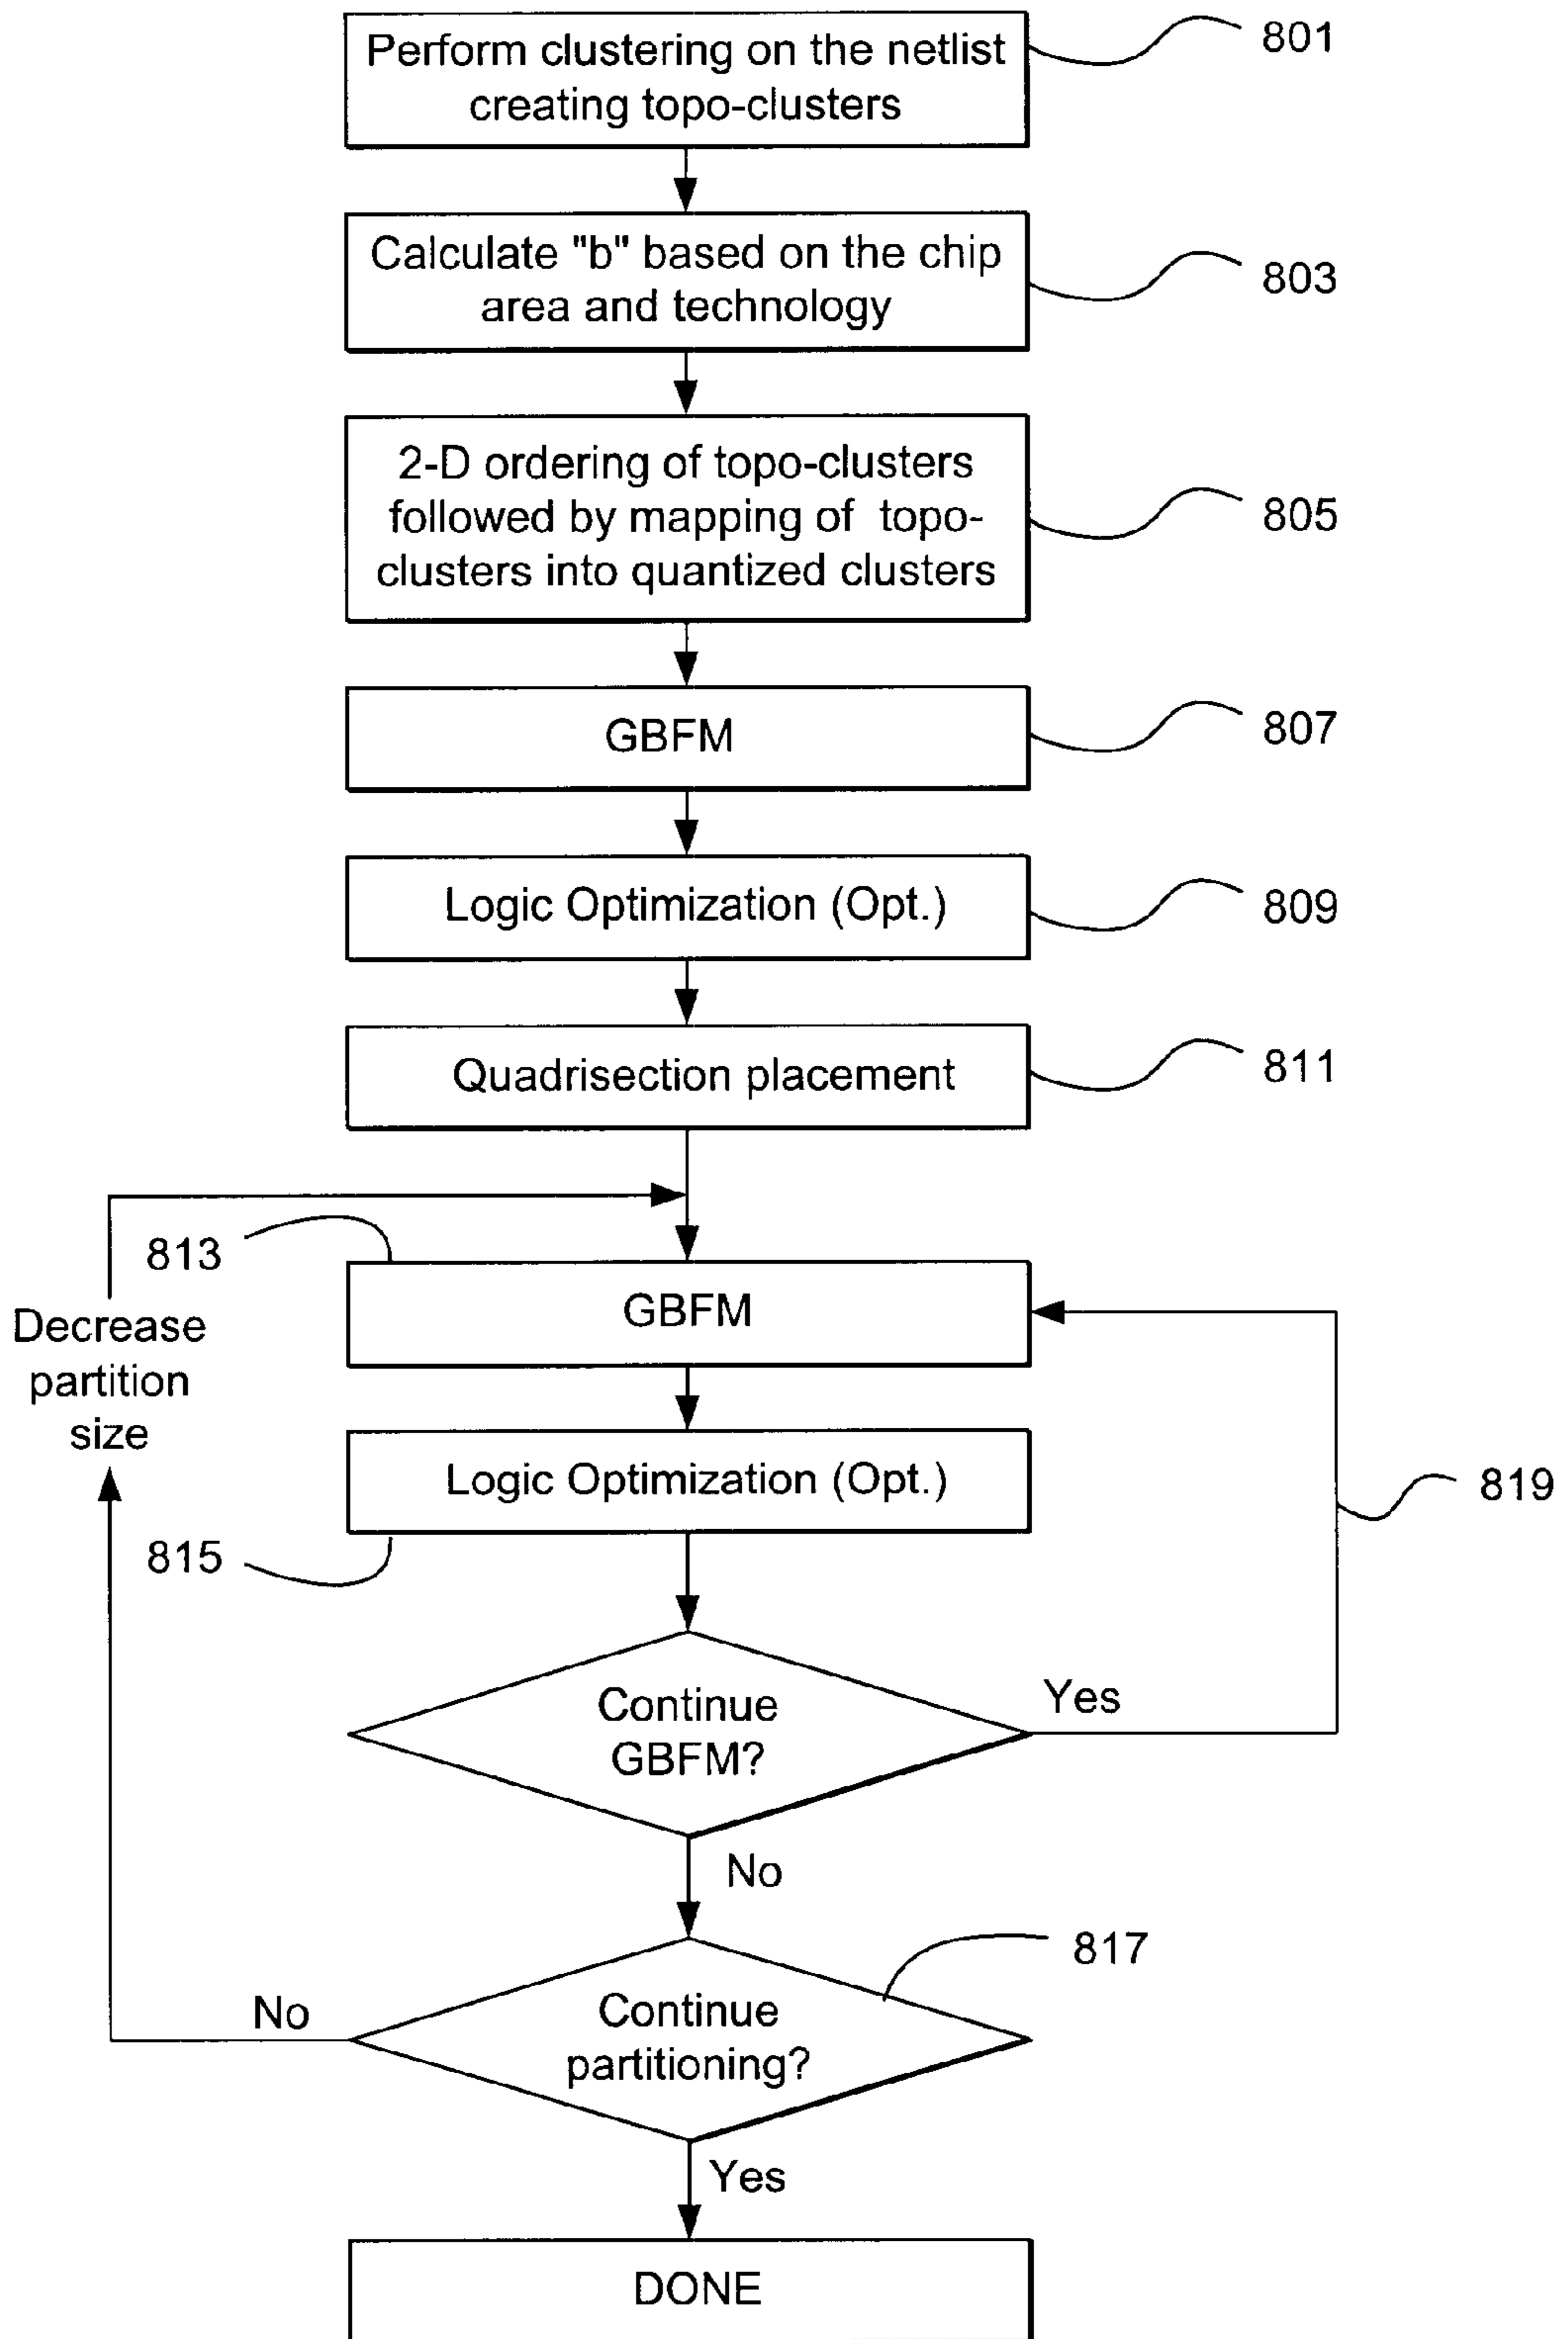 Perform clustering on the netlist
creating topo-clusters
801
Calculate "b" based on the chip
area and technology
803
2-D ordering of topo-clusters
followed by mapping of topo-
clusters into quantized clusters
805
GBFM
807
Logic Optimization (Opt.)
809
Quadrisection placement
811
813
GBFM
Decrease
partition
size
Logic Optimization (Opt.)
815
819
Continue
GBFM?
Yes
No
817
Continue
partitioning?
No
Yes
DONE